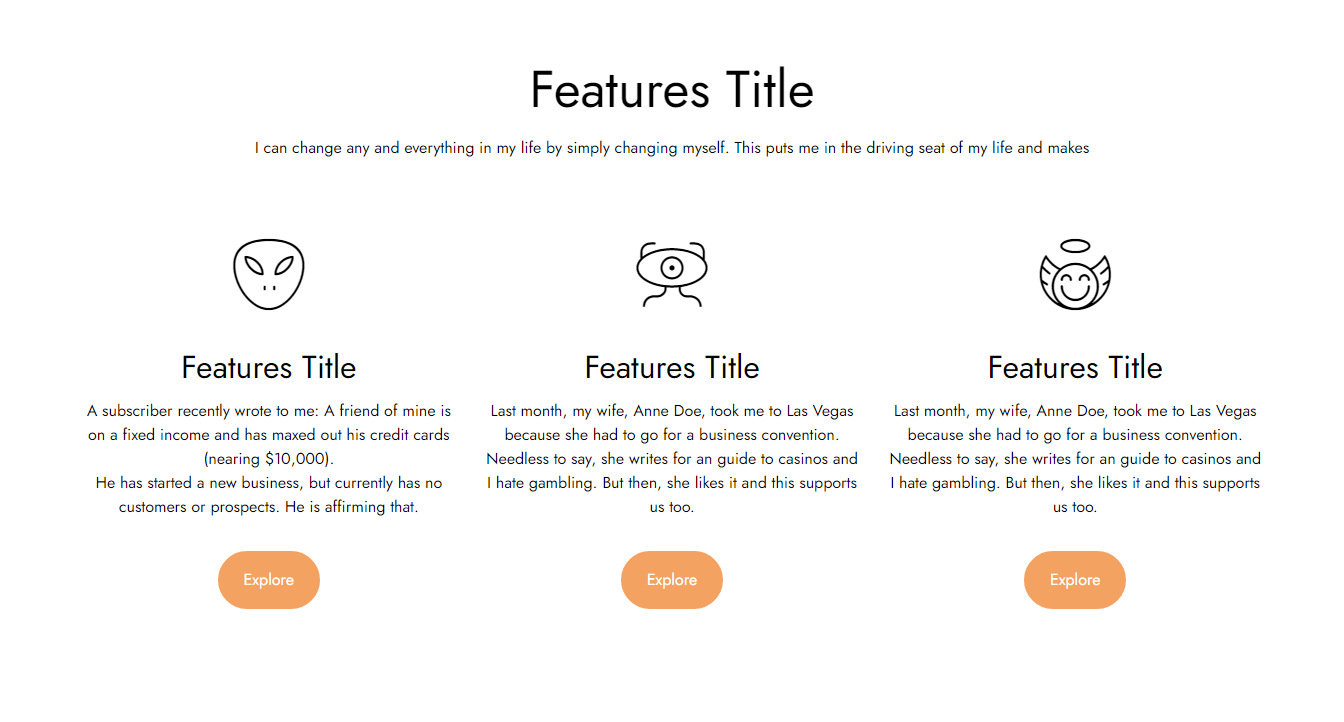 Features Title
I can change any and everything in my life by simply changing myself. This puts me in the driving seat of my life and makes
Features Title
A subscriber recently wrote to me: A friend of mine is
on a fixed income and has maxed out his credit cards
(nearing $10,000).
He has started a new business, but currently has no
customers or prospects. He is affirming that.
Explore
Features Title
Last month, my wife, Anne Doe, took me to Las Vegas
because she had to go for a business convention.
Needless to say, she writes for an guide to casinos and
I hate gambling. But then, she likes it and this supports
us too.
Explore
Features Title
Last month, my wife, Anne Doe, took me to Las Vegas
because she had to go for a business convention.
Needless to say, she writes for an guide to casinos and
I hate gambling. But then, she likes it and this supports
us too.
Explore